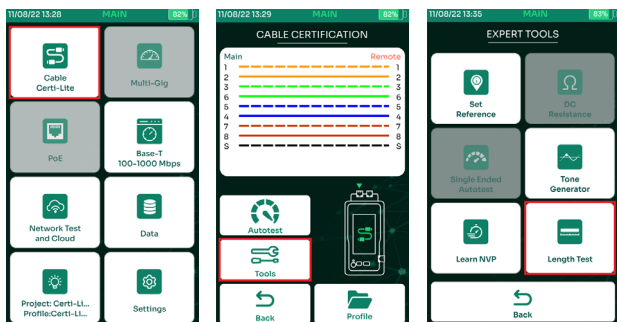 11/08/22 13:28 MAIN 82%
Cable
Certi-Lite
Multi-Gig
PoE
Base-T
100-1000 Mbps
Network Test
and Cloud
Data
Project: Certi-Li...
Profile:Certi-Li...
Settings
11/08/22 13:29 MAIN 82%
CABLE CERTIFICATION
Main Remote
1 1
2 2
3 3
6 6
5 5
4 4
7 7
8 8
S S
Autotest
Tools
Back
Profile
11/08/22 13:35 MAIN 83%
EXPERT TOOLS
Set
Reference
DC
Resistance
Single Ended
Autotest
Tone
Generator
Learn NVP
Length Test
Back